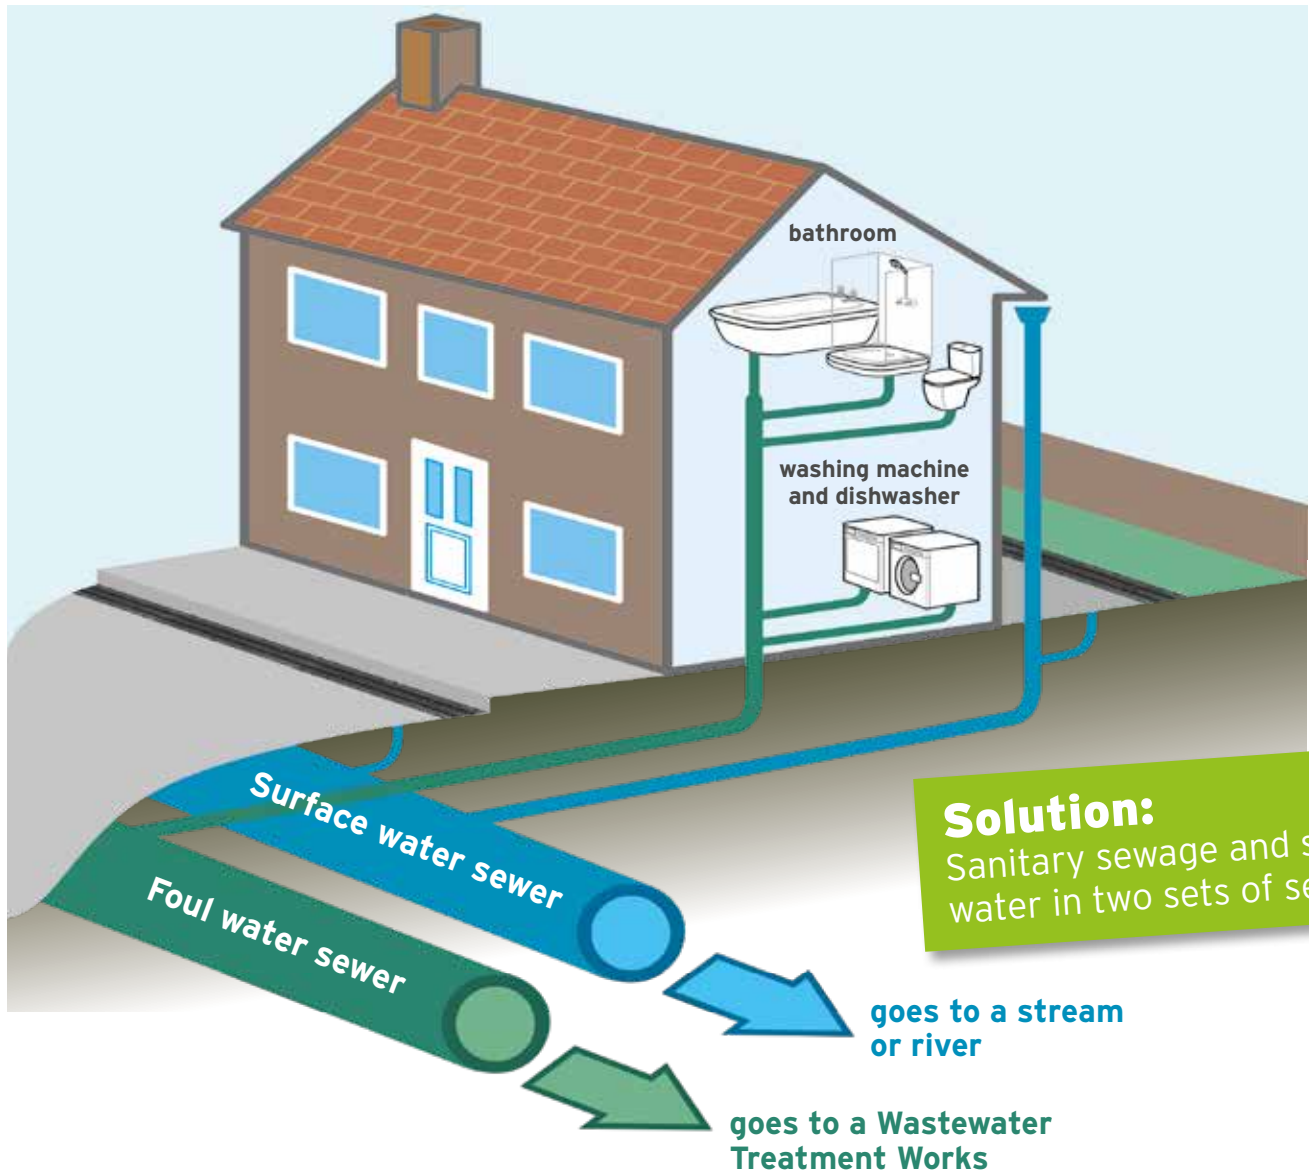 bathroom
washing machine
and dishwasher
Surface water sewer
Foul water sewer
Solution:
Sanitary sewage and
water in two sets of
goes to a stream
or river
goes to a Wastewater
Treatment Works